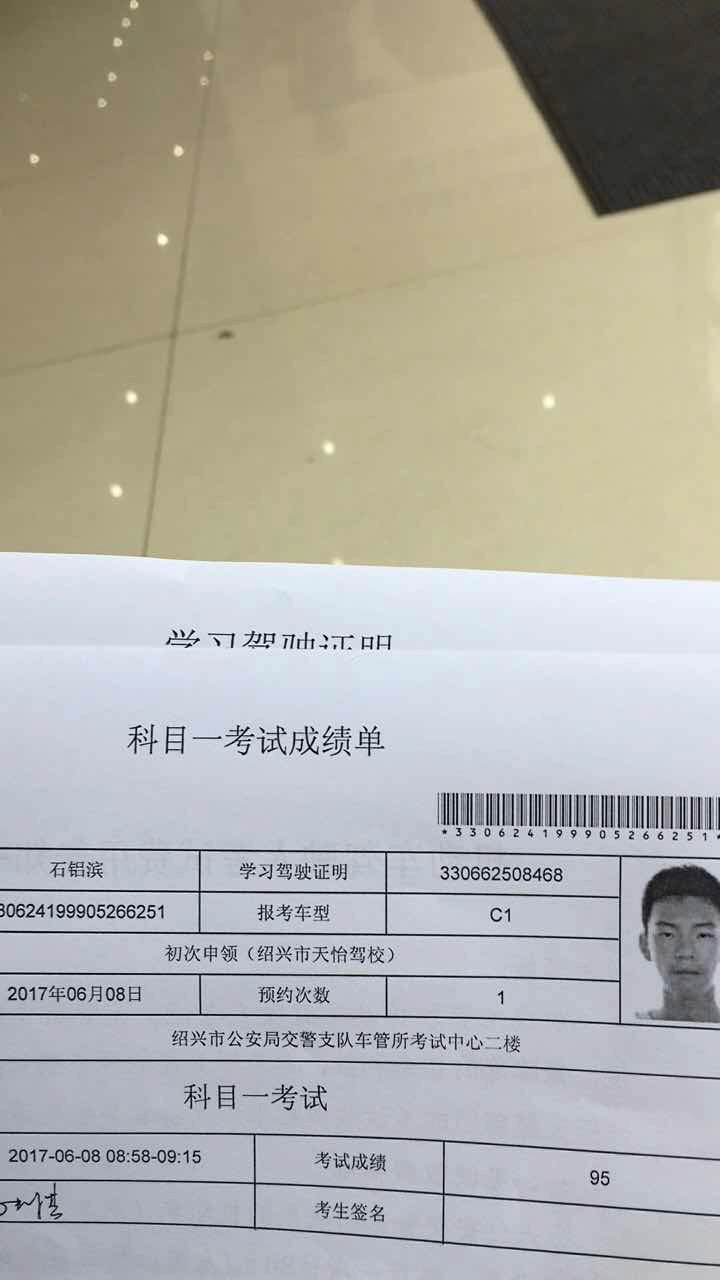 学习驾驶证明
科目一考试成绩单
*330624199905266251*
石铝滨 学习驾驶证明 330662508468
30624199905266251 报考车型 C1
初次申领（绍兴市天怡驾校）
2017年06月08日 预约次数 1
绍兴市公安局交警支队车管所考试中心二楼
科目一考试
2017-06-08 08:58-09:15 考试成绩 95
考生签名